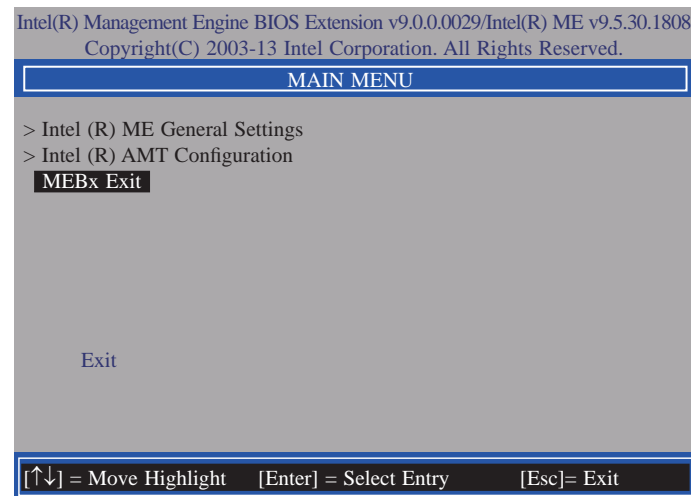 Intel(R) Management Engine BIOS Extension v9.0.0.0029/Intel(R) ME v9.5.30.1808
Copyright(C) 2003-13 Intel Corporation. All Rights Reserved.
MAIN MENU
> Intel (R) ME General Settings
> Intel (R) AMT Configuration
MEBx Exit
Exit
[↑↓] = Move Highlight [Enter] = Select Entry [Esc]= Exit